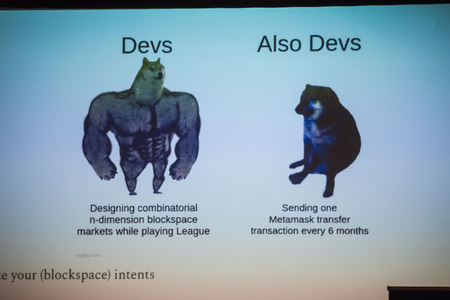 Devs
Also Devs
Designing combinatorial
n-dimension blockspace
markets while playing League
Sending one
Metamask transfer
transaction every 6 months
imgflip.com
your (blockspace) intents